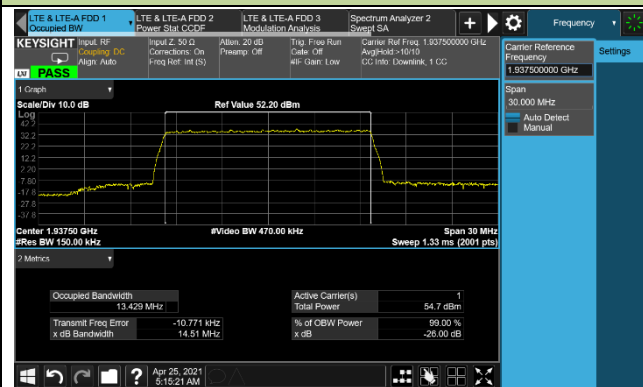 LTE & LTE-A FDD 1
Occupied BW
LTE & LTE-A FDD 2
Power Stat CCDF
LTE & LTE-A FDD 3
Modulation Analysis
Spectrum Analyzer 2
Swept SA
Frequency
KEYSIGHT
Input: RF
Coupling: DC
Align: Auto
Input Z: 50 Ω
Corrections: On
Freq Ref: Int (S)
Atten: 20 dB
Preamp: Off
Trig: Free Run
Gate: Off
#IF Gain: Low
Carrier Ref Freq: 1.937500000 GHz
Avg|Hold:>10/10
CC Info: Downlink, 1 CC
LXI
PASS
Carrier Reference
Frequency
1.937500000 GHz
Settings
Span
30.000 MHz
Auto Detect
Manual
1 Graph
Scale/Div 10.0 dB
Ref Value 52.20 dBm
Log
42.2
32.2
22.2
12.2
2.20
-7.80
-17.8
-27.8
-37.8
Center 1.93750 GHz
#Video BW 470.00 kHz
Span 30 MHz
#Res BW 150.00 kHz
Sweep 1.33 ms (2001 pts)
2 Metrics
Occupied Bandwidth
13.429 MHz
Active Carrier(s) 1
Total Power 54.7 dBm
Transmit Freq Error -10.771 kHz
x dB Bandwidth 14.51 MHz
% of OBW Power 99.00 %
x dB -26.00 dB
?
Apr 25, 2021
5:15:21 AM